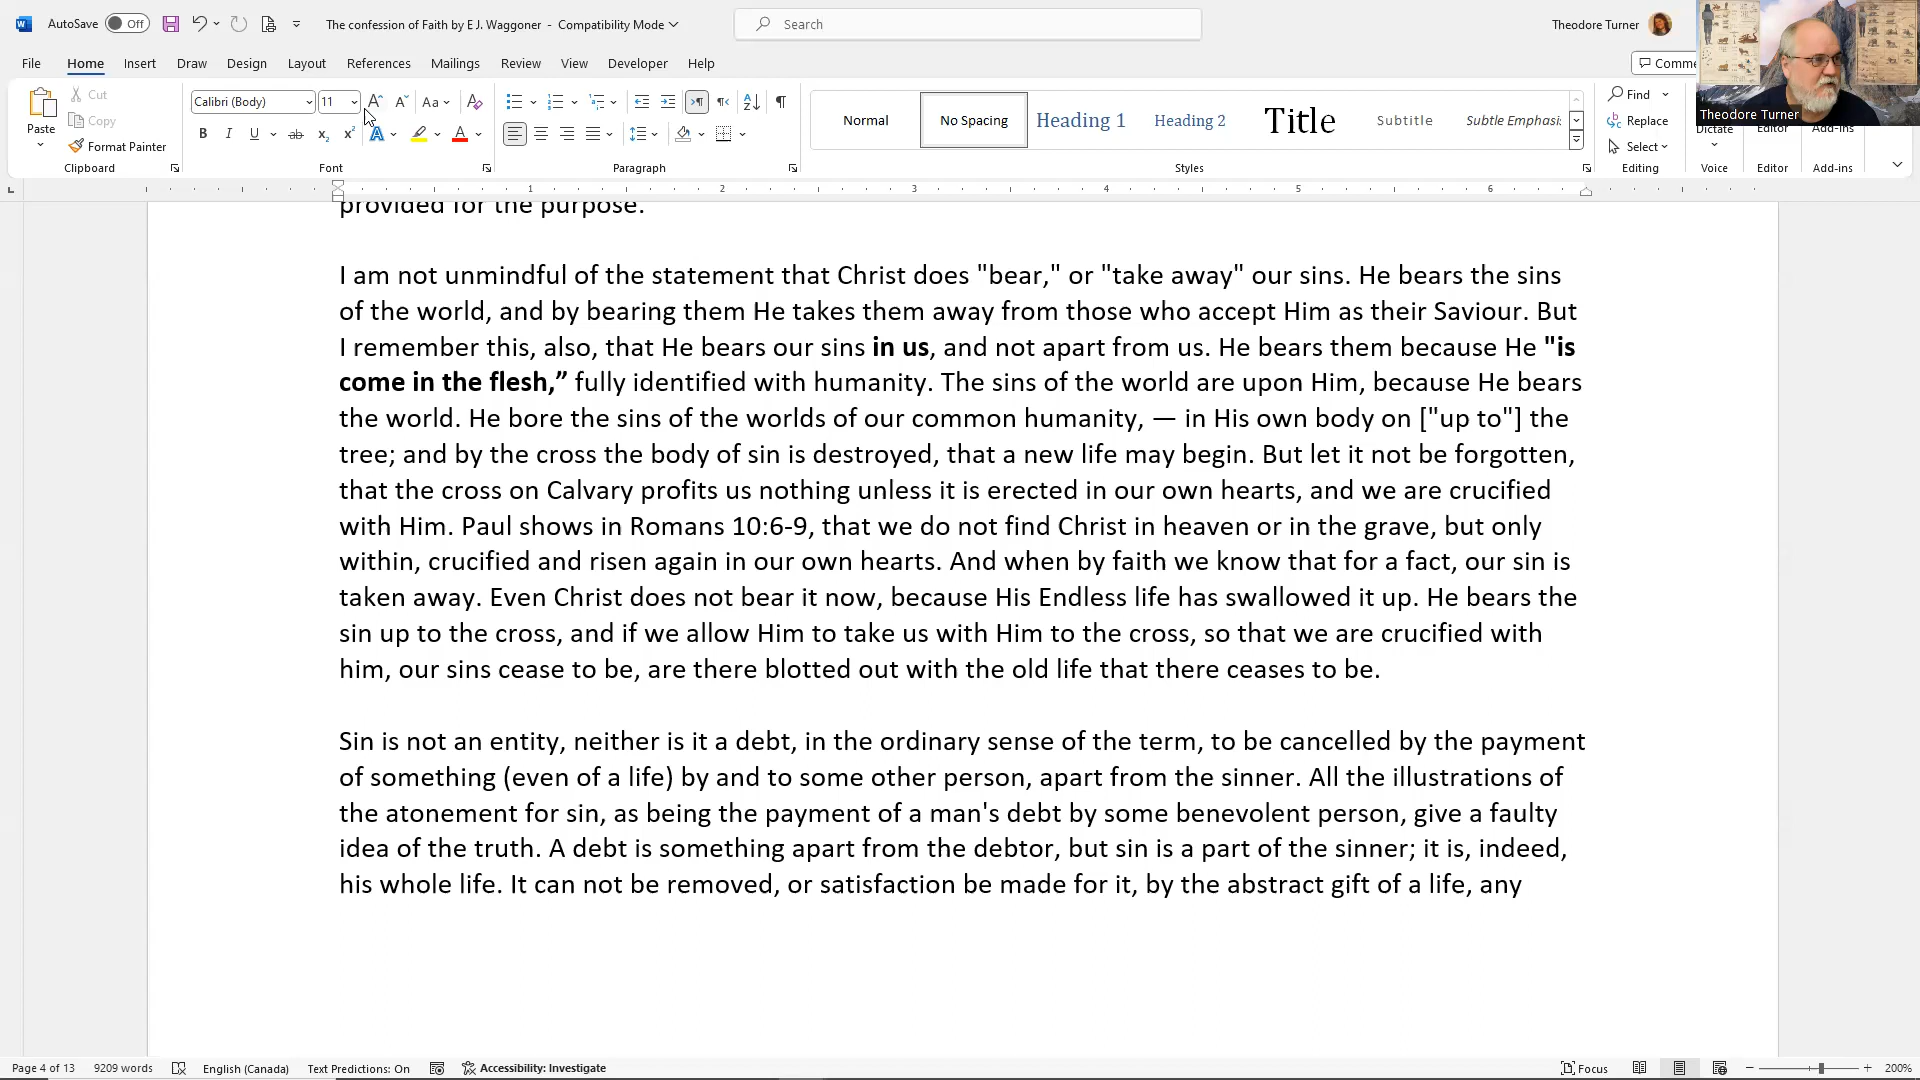 AutoSave Off The confession of Faith by E J. Waggoner - Compatibility Mode Search Theodore Turner
File Home Insert Draw Design Layout References Mailings Review View Developer Help
Calibri (Body) 11 Aa
Paste Cut Copy Format Painter
Normal No Spacing Heading 1 Heading 2 Title Subtitle Subtle Emphasis
Find Replace Select
Dictate Editor Add-ins
Theodore Turner
Clipboard Font Paragraph Styles Editing Voice Editor Add-ins
1 2 3 4 5 6
provided for the purpose.
I am not unmindful of the statement that Christ does "bear," or "take away" our sins. He bears the sins
of the world, and by bearing them He takes them away from those who accept Him as their Saviour. But
I remember this, also, that He bears our sins in us, and not apart from us. He bears them because He "is
come in the flesh,” fully identified with humanity. The sins of the world are upon Him, because He bears
the world. He bore the sins of the worlds of our common humanity, — in His own body on ["up to"] the
tree; and by the cross the body of sin is destroyed, that a new life may begin. But let it not be forgotten,
that the cross on Calvary profits us nothing unless it is erected in our own hearts, and we are crucified
with Him. Paul shows in Romans 10:6-9, that we do not find Christ in heaven or in the grave, but only
within, crucified and risen again in our own hearts. And when by faith we know that for a fact, our sin is
taken away. Even Christ does not bear it now, because His Endless life has swallowed it up. He bears the
sin up to the cross, and if we allow Him to take us with Him to the cross, so that we are crucified with
him, our sins cease to be, are there blotted out with the old life that there ceases to be.
Sin is not an entity, neither is it a debt, in the ordinary sense of the term, to be cancelled by the payment
of something (even of a life) by and to some other person, apart from the sinner. All the illustrations of
the atonement for sin, as being the payment of a man's debt by some benevolent person, give a faulty
idea of the truth. A debt is something apart from the debtor, but sin is a part of the sinner; it is, indeed,
his whole life. It can not be removed, or satisfaction be made for it, by the abstract gift of a life, any
Page 4 of 13 9209 words English (Canada) Text Predictions: On Accessibility: Investigate Focus 200%